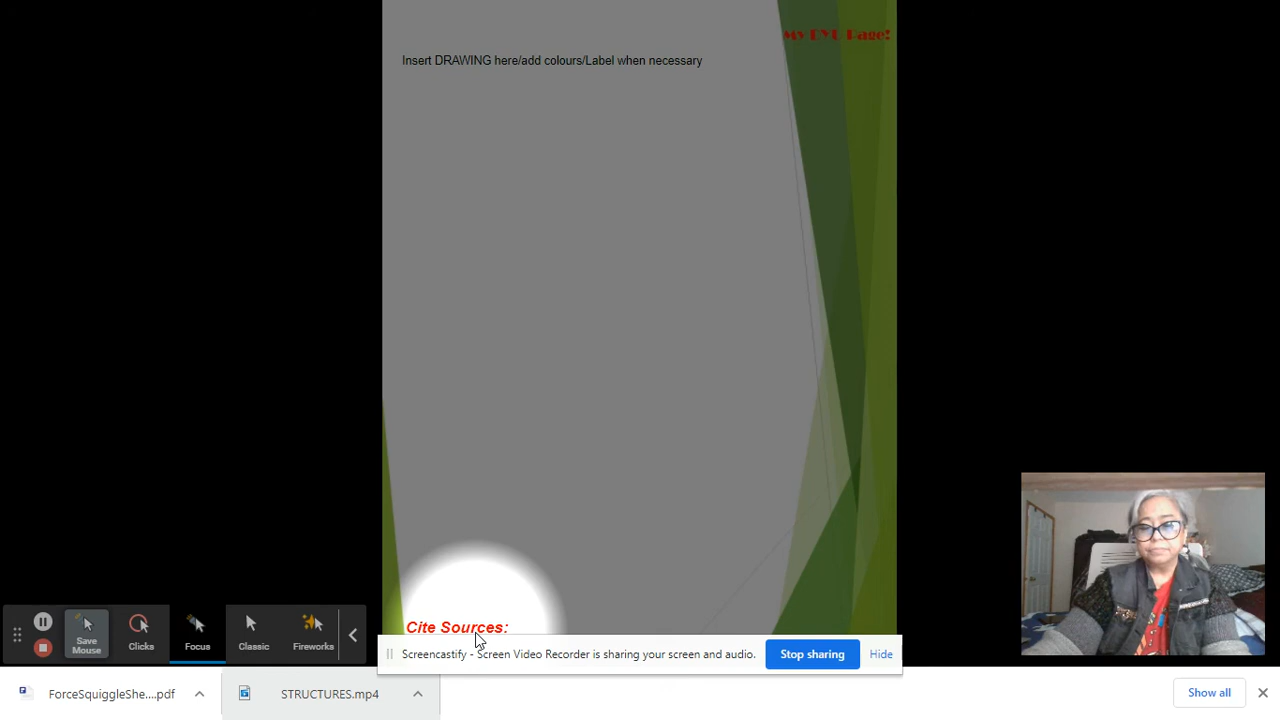 My DYU Page!
Insert DRAWING here/add colours/Label when necessary
Cite Sources:
Screencastify - Screen Video Recorder is sharing your screen and audio.
Stop sharing
Hide
Save Mouse
Clicks
Focus
Classic
Fireworks
ForceSquiggleShe....pdf
STRUCTURES.mp4
Show all